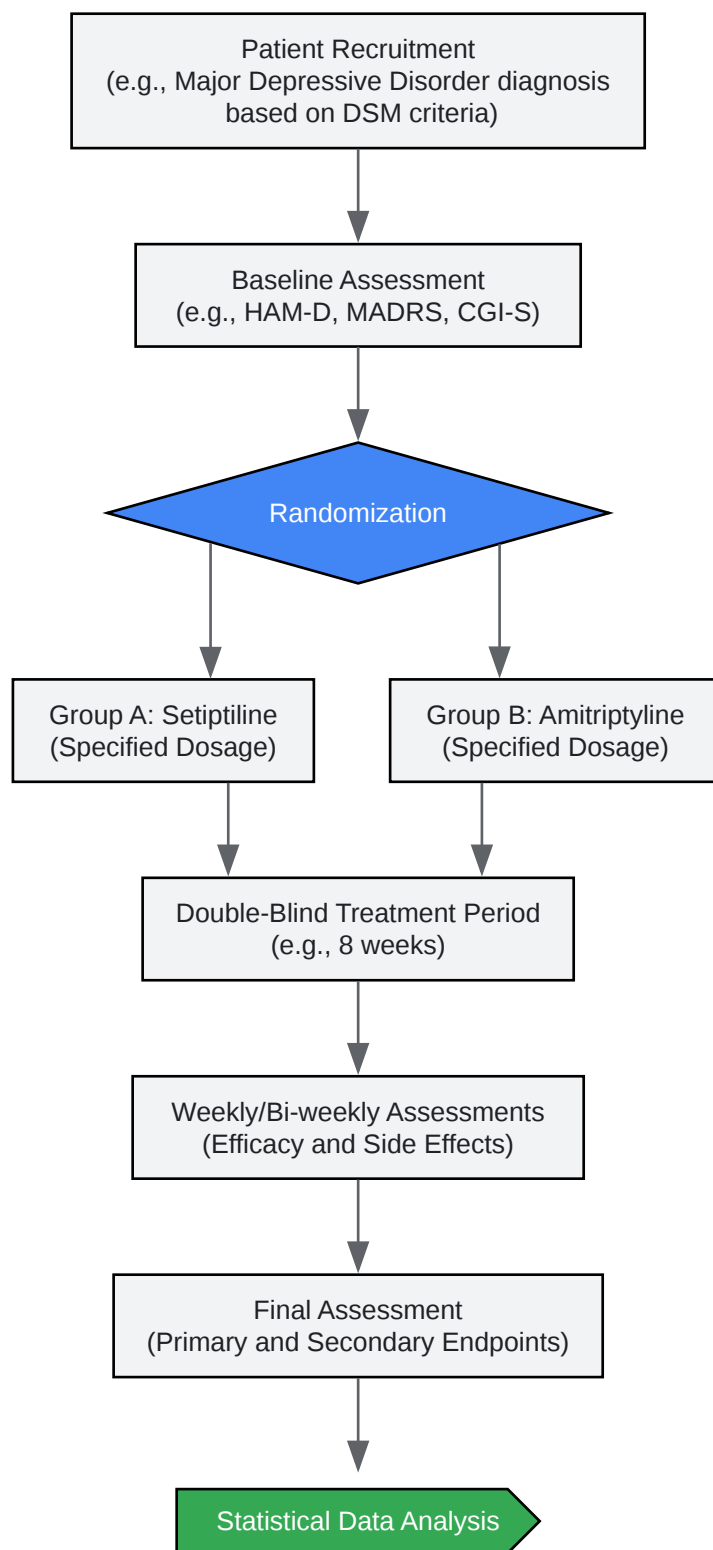 Patient Recruitment
(e.g., Major Depressive Disorder diagnosis
based on DSM criteria)
Baseline Assessment
(e.g., HAM-D, MADRS, CGI-S)
Randomization
Group A: Setiptiline
(Specified Dosage)
Group B: Amitriptyline
(Specified Dosage)
Double-Blind Treatment Period
(e.g., 8 weeks)
Weekly/Bi-weekly Assessments
(Efficacy and Side Effects)
Final Assessment
(Primary and Secondary Endpoints)
Statistical Data Analysis